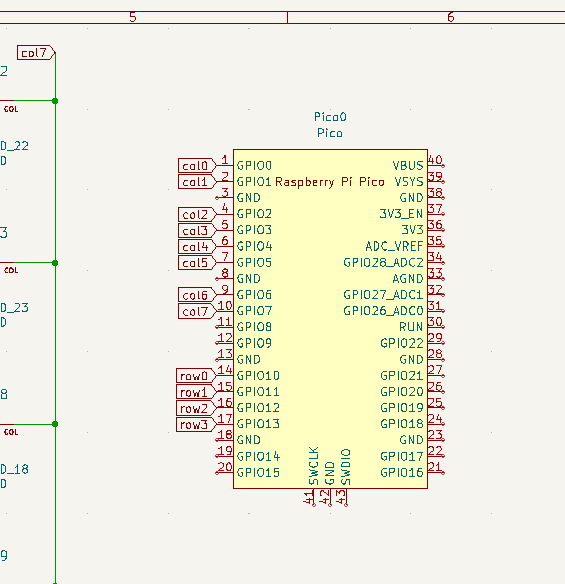 5 6
col7
2
COL
D_22
D
3
COL
D_23
D
8
COL
D_18
D
9
Pico0
Pico
Raspberry Pi Pico
col0 1 GPIO0 VBUS 40
col1 2 GPIO1 VSYS 39
3 GND GND 38
col2 4 GPIO2 3V3_EN 37
col3 5 GPIO3 3V3 36
col4 6 GPIO4 ADC_VREF 35
col5 7 GPIO5 GPIO28_ADC2 34
8 GND AGND 33
col6 9 GPIO6 GPIO27_ADC1 32
col7 10 GPIO7 GPIO26_ADC0 31
11 GPIO8 RUN 30
12 GPIO9 GPIO22 29
13 GND GND 28
row0 14 GPIO10 GPIO21 27
row1 15 GPIO11 GPIO20 26
row2 16 GPIO12 GPIO19 25
row3 17 GPIO13 GPIO18 24
18 GND GND 23
19 GPIO14 GPIO17 22
20 GPIO15 GPIO16 21
SWCLK 41
GND 42
SWDIO 43